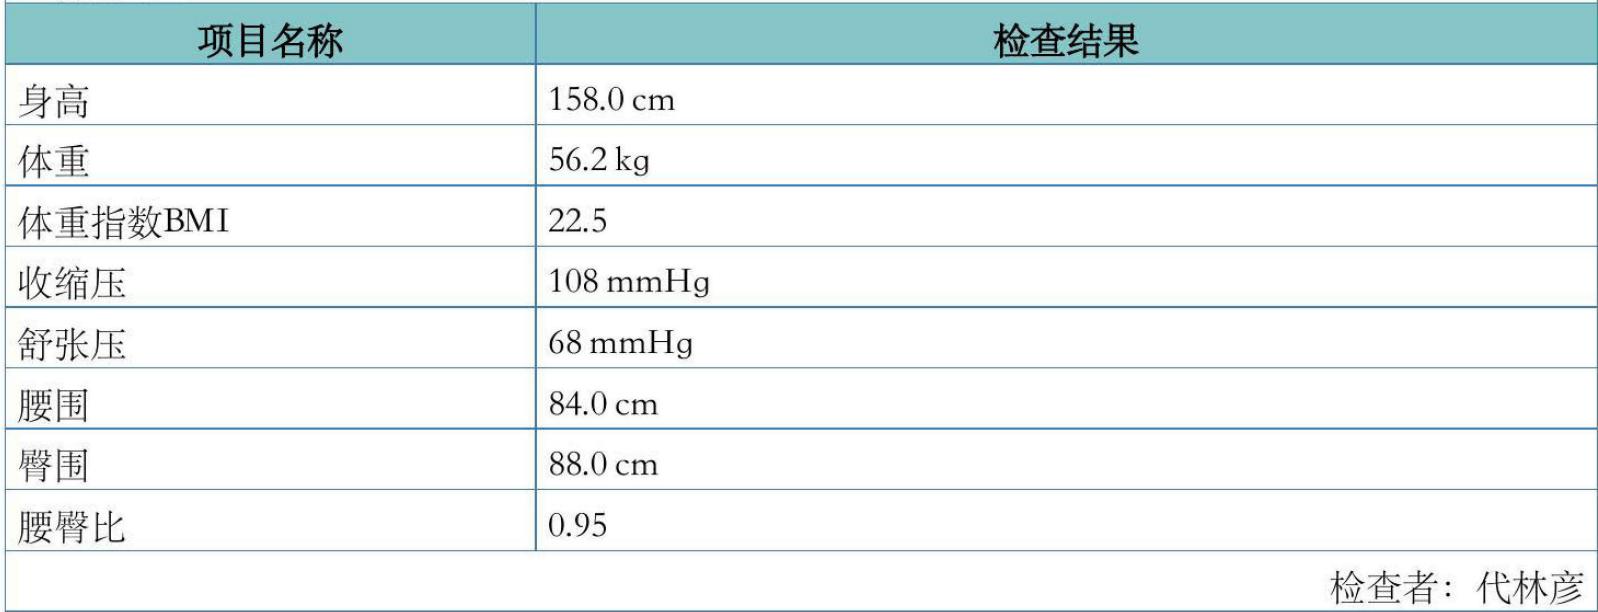 项目名称 检查结果
身高 158.0 cm
体重 56.2 kg
体重指数BMI 22.5
收缩压 108 mmHg
舒张压 68 mmHg
腰围 84.0 cm
臀围 88.0 cm
腰臀比 0.95
检查者：代林彦